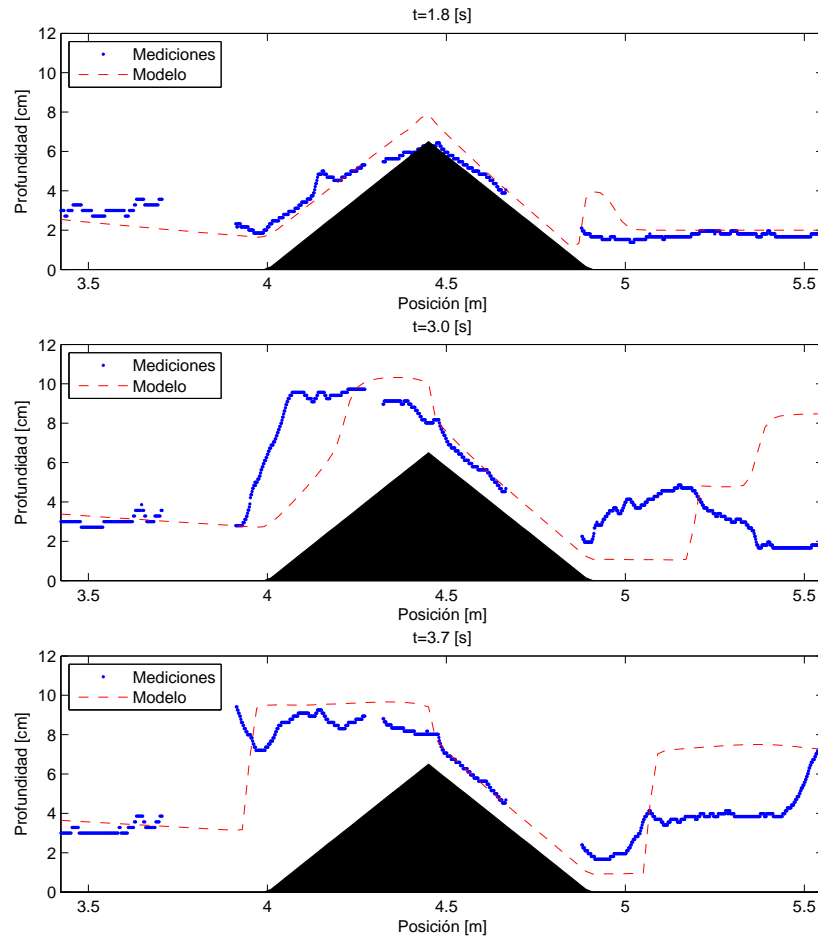 t=1.8 [s]
12
10
8
6
4
2
0
Profundidad [cm]
Mediciones
Modelo
3.5 4 4.5 5 5.5
Posición [m]
t=3.0 [s]
12
10
8
6
4
2
0
Profundidad [cm]
Mediciones
Modelo
3.5 4 4.5 5 5.5
Posición [m]
t=3.7 [s]
12
10
8
6
4
2
0
Profundidad [cm]
Mediciones
Modelo
3.5 4 4.5 5 5.5
Posición [m]